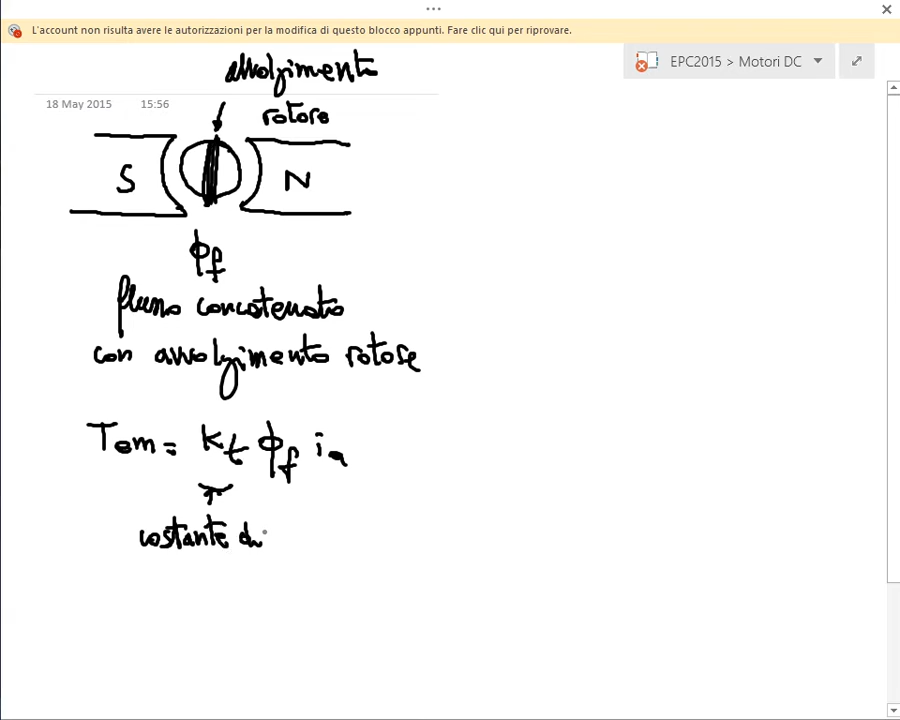 L'account non risulta avere le autorizzazioni per la modifica di questo blocco appunti. Fare clic qui per riprovare.
EPC2015 > Motori DC
avvolgimento
rotore
18 May 2015 15:56
S N
ϕf
flusso concatenato
con avvolgimento rotore
Tem = kt ϕf ia
costante di